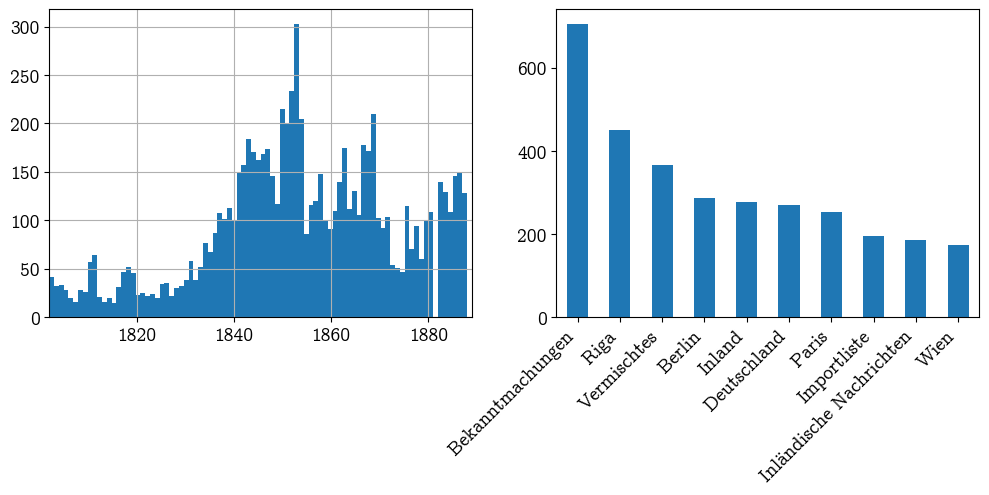 300
250
200
150
100
50
0
1820 1840 1860 1880
600
400
200
0
Bekanntmachungen
Riga
Vermischtes
Berlin
Inland
Deutschland
Paris
Importliste
Inländische Nachrichten
Wien